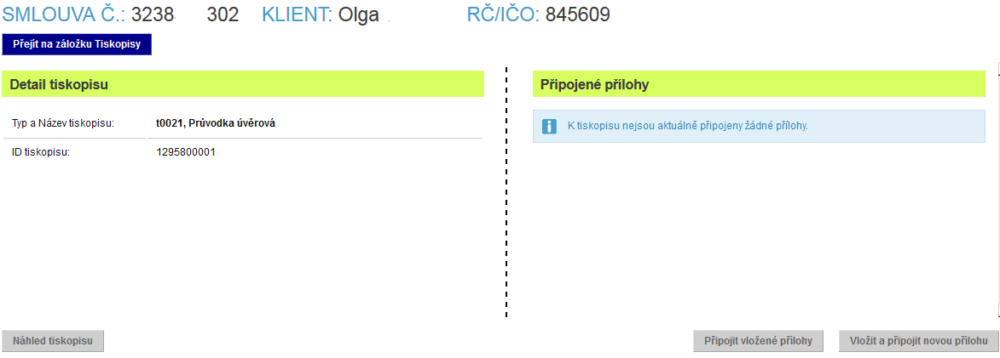 SMLOUVA Č.: 3238 302 KLIENT: Olga RČ/IČO: 845609
Přejít na záložku Tiskopisy
Detail tiskopisu
Připojené přílohy
Typ a Název tiskopisu: t0021, Průvodka úvěrová
K tiskopisu nejsou aktuálně připojeny žádné přílohy.
ID tiskopisu: 1295800001
Náhled tiskopisu
Připojit vložené přílohy
Vložit a připojit novou přílohu